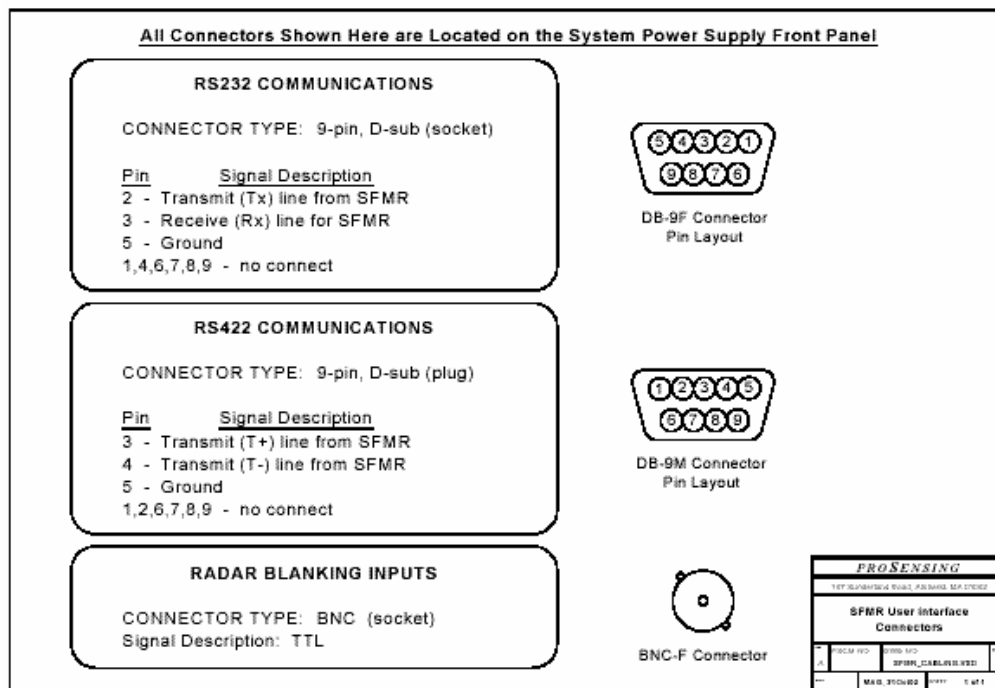 All Connectors Shown Here are Located on the System Power Supply Front Panel
RS232 COMMUNICATIONS
CONNECTOR TYPE: 9-pin, D-sub (socket)
Pin Signal Description
2 - Transmit (Tx) line from SFMR
3 - Receive (Rx) line for SFMR
5 - Ground
1,4,6,7,8,9 - no connect
5 4 3 2 1
9 8 7 6
DB-9F Connector
Pin Layout
RS422 COMMUNICATIONS
CONNECTOR TYPE: 9-pin, D-sub (plug)
Pin Signal Description
3 - Transmit (T+) line from SFMR
4 - Transmit (T-) line from SFMR
5 - Ground
1,2,6,7,8,9 - no connect
1 2 3 4 5
6 7 8 9
DB-9M Connector
Pin Layout
RADAR BLANKING INPUTS
CONNECTOR TYPE: BNC (socket)
Signal Description: TTL
BNC-F Connector
PROSENSING
SFMR User Interface
Connectors
A
SFMR_CABLING.VSD
1 of 1